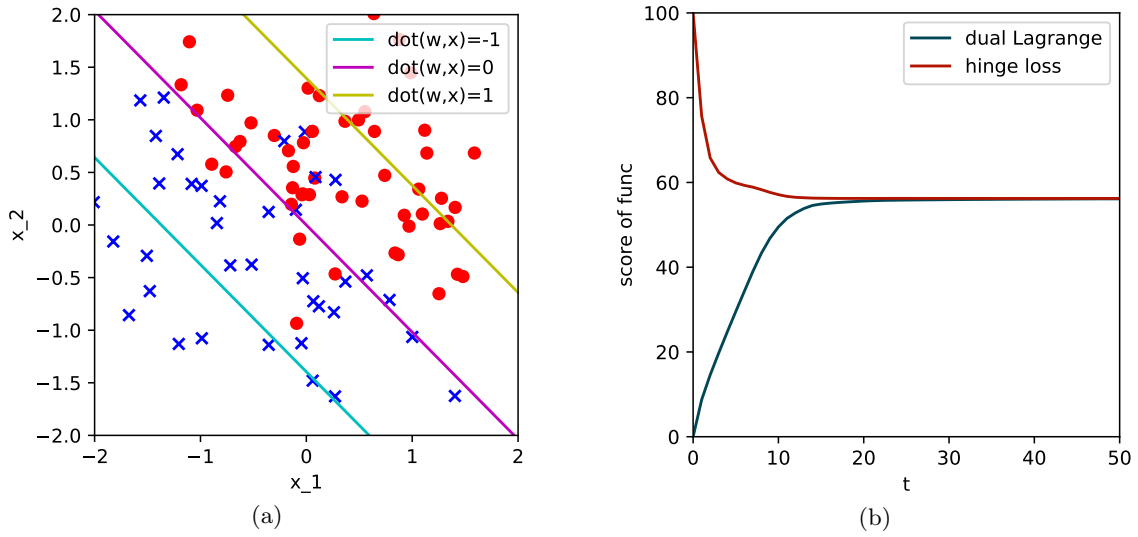 2.0
1.5
1.0
0.5
0.0
−0.5
−1.0
−1.5
−2.0
x_2
−2
−1
0
1
2
x_1
dot(w,x)=-1
dot(w,x)=0
dot(w,x)=1
(a)
100
80
60
40
20
0
score of func
0
10
20
30
40
50
t
dual Lagrange
hinge loss
(b)